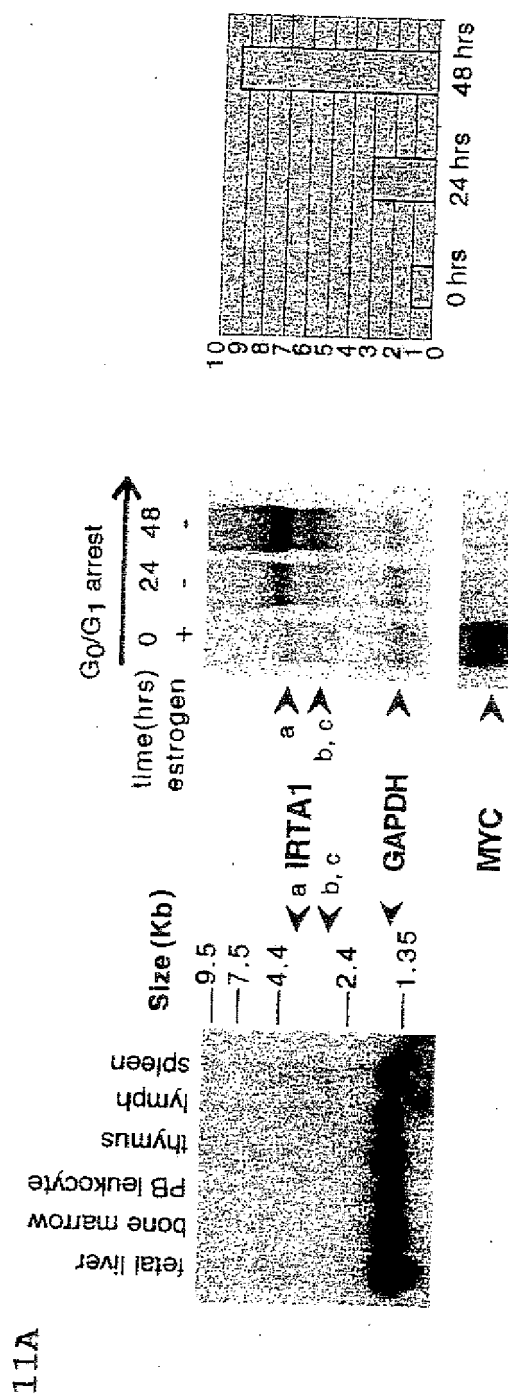 11A
fetal liver
bone marrow
PB leukocyte
thymus
lymph
spleen
Size (Kb)
9.5
7.5
4.4
2.4
1.35
a IRTA1 a
b, c b, c
GAPDH
MYC
G0/G1 arrest
time(hrs) 0 24 48
estrogen + - -
10
9
8
7
6
5
4
3
2
1
0
0 hrs 24 hrs 48 hrs